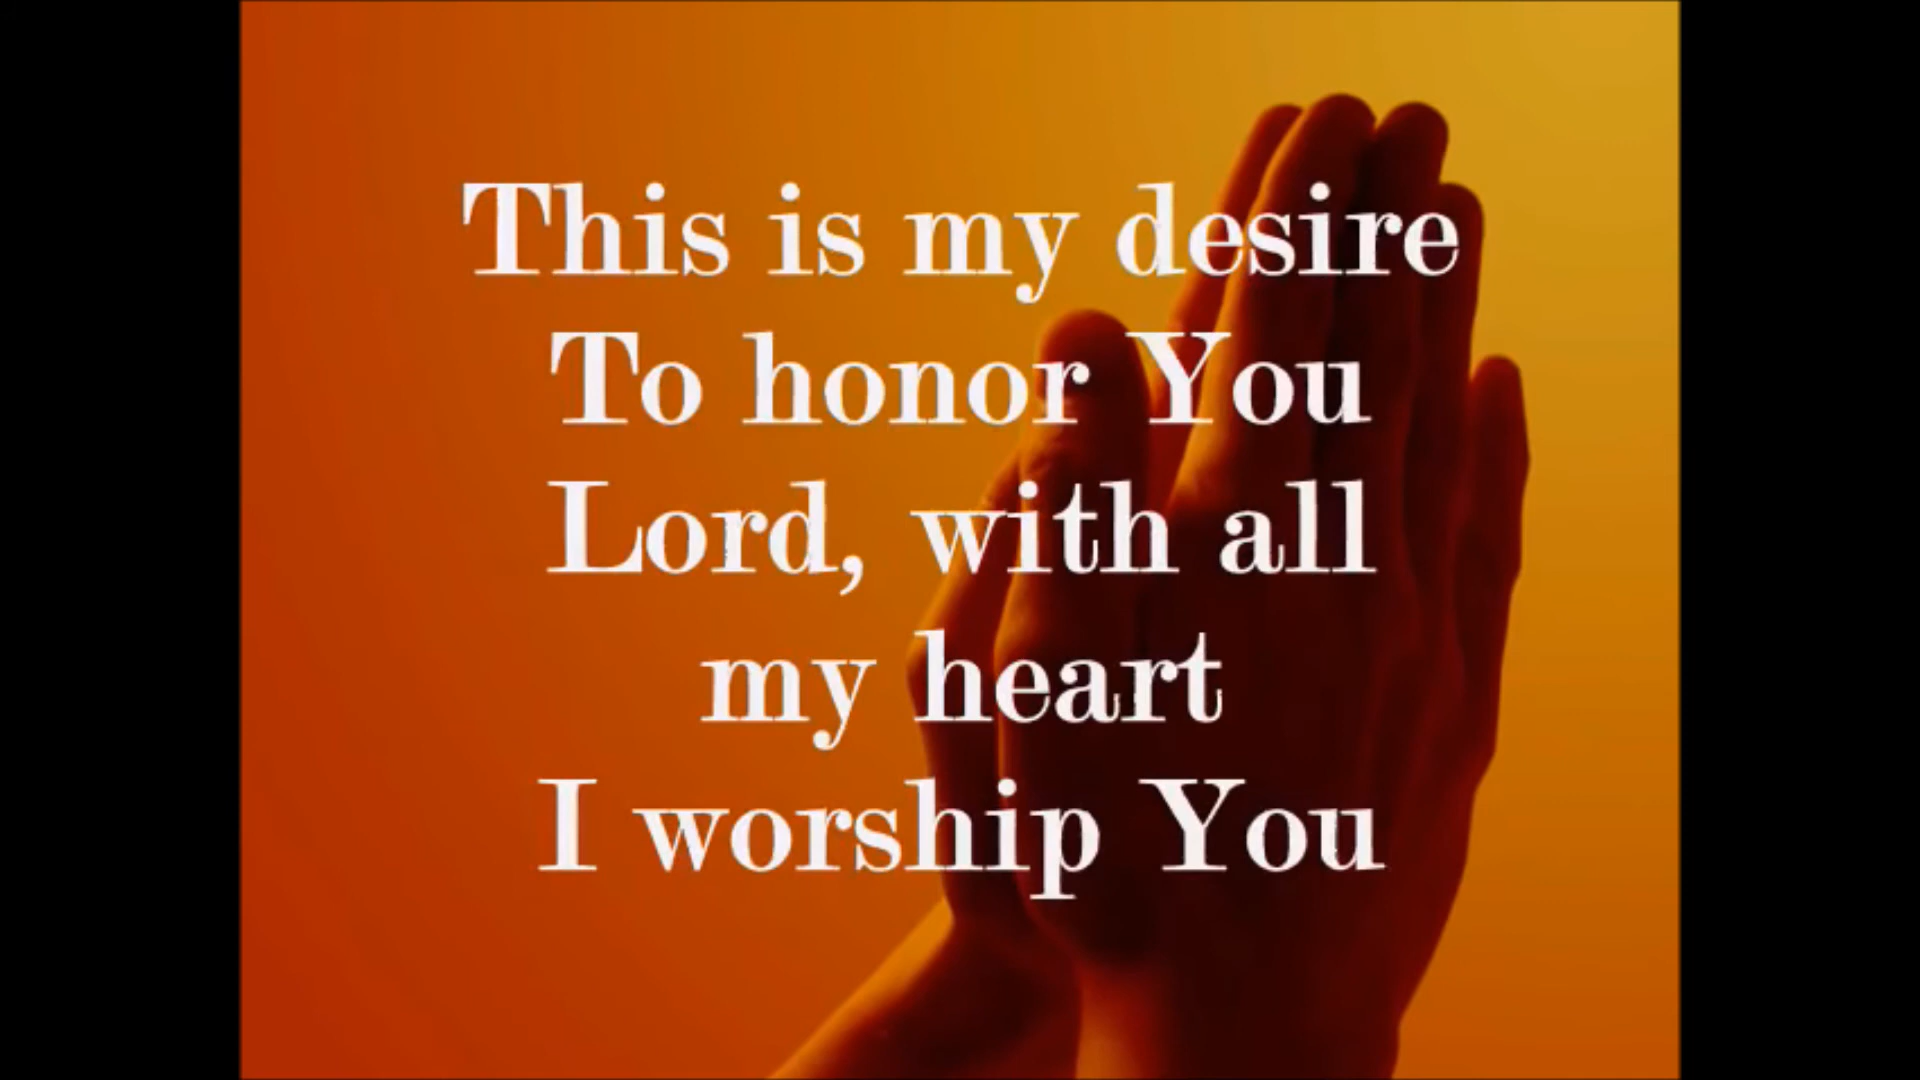 This is my desire
To honor You
Lord, with all
my heart
I worship You